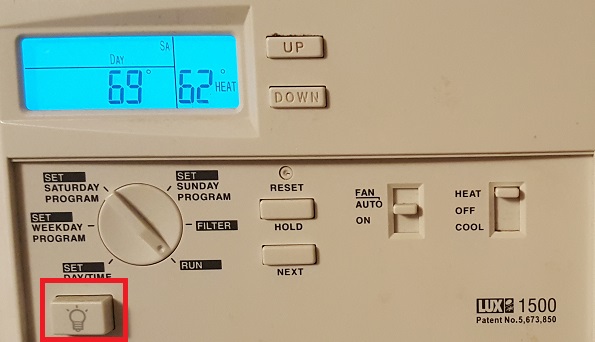 SA
DAY
69° 62° HEAT
UP
DOWN
SET
SATURDAY
PROGRAM
SET
SUNDAY
PROGRAM
SET
WEEKDAY
PROGRAM
FILTER
SET
DAY/TIME
RUN
RESET
HOLD
NEXT
FAN
AUTO
ON
HEAT
OFF
COOL
LUX 1500
Patent No.5,673,850